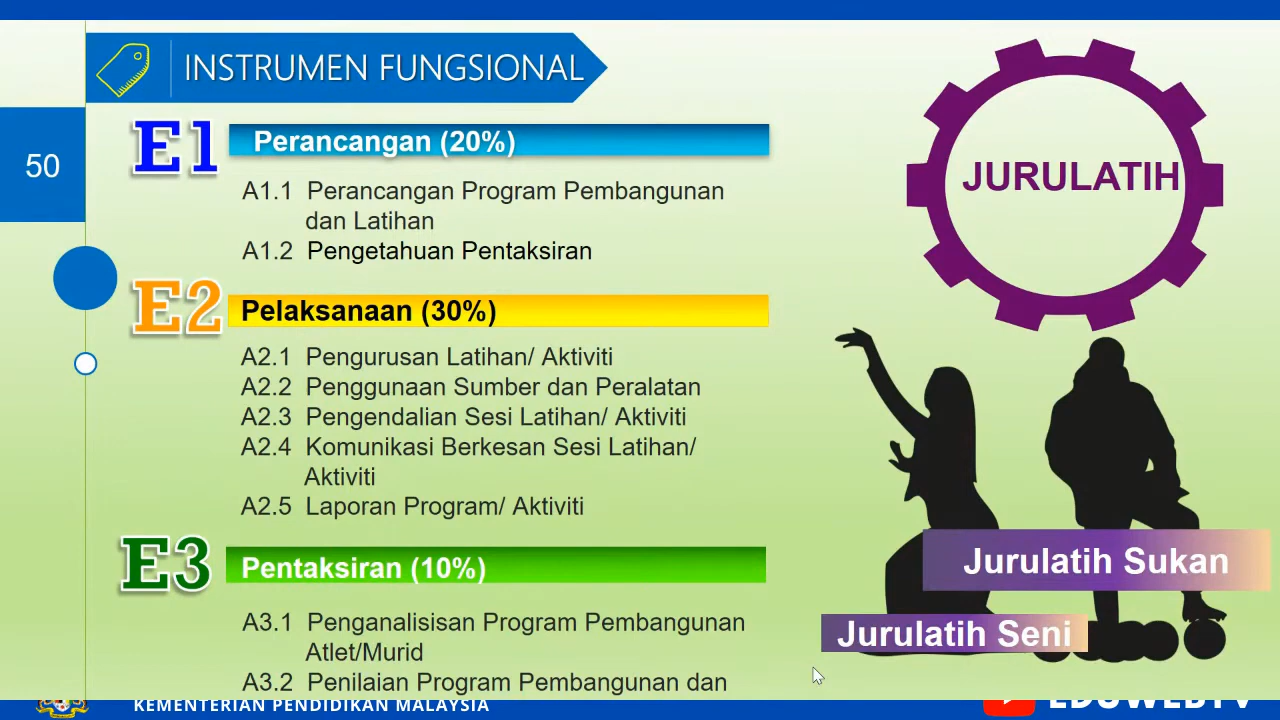 INSTRUMEN FUNGSIONAL
50
E1 Perancangan (20%)
A1.1 Perancangan Program Pembangunan
dan Latihan
A1.2 Pengetahuan Pentaksiran
E2 Pelaksanaan (30%)
A2.1 Pengurusan Latihan/ Aktiviti
A2.2 Penggunaan Sumber dan Peralatan
A2.3 Pengendalian Sesi Latihan/ Aktiviti
A2.4 Komunikasi Berkesan Sesi Latihan/
Aktiviti
A2.5 Laporan Program/ Aktiviti
E3 Pentaksiran (10%)
A3.1 Penganalisisan Program Pembangunan
Atlet/Murid
A3.2 Penilaian Program Pembangunan dan
JURULATIH
Jurulatih Sukan
Jurulatih Seni
KEMENTERIAN PENDIDIKAN MALAYSIA
EDUWEBTV